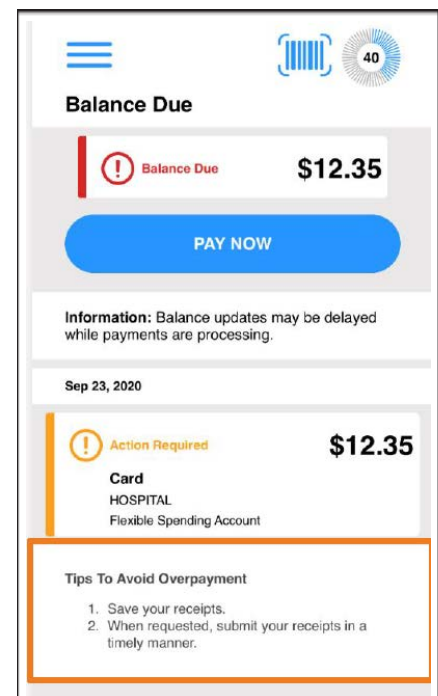 40
Balance Due
Balance Due
$12.35
PAY NOW
Information: Balance updates may be delayed
while payments are processing.
Sep 23, 2020
Action Required
$12.35
Card
HOSPITAL
Flexible Spending Account
Tips To Avoid Overpayment
1. Save your receipts.
2. When requested, submit your receipts in a
timely manner.